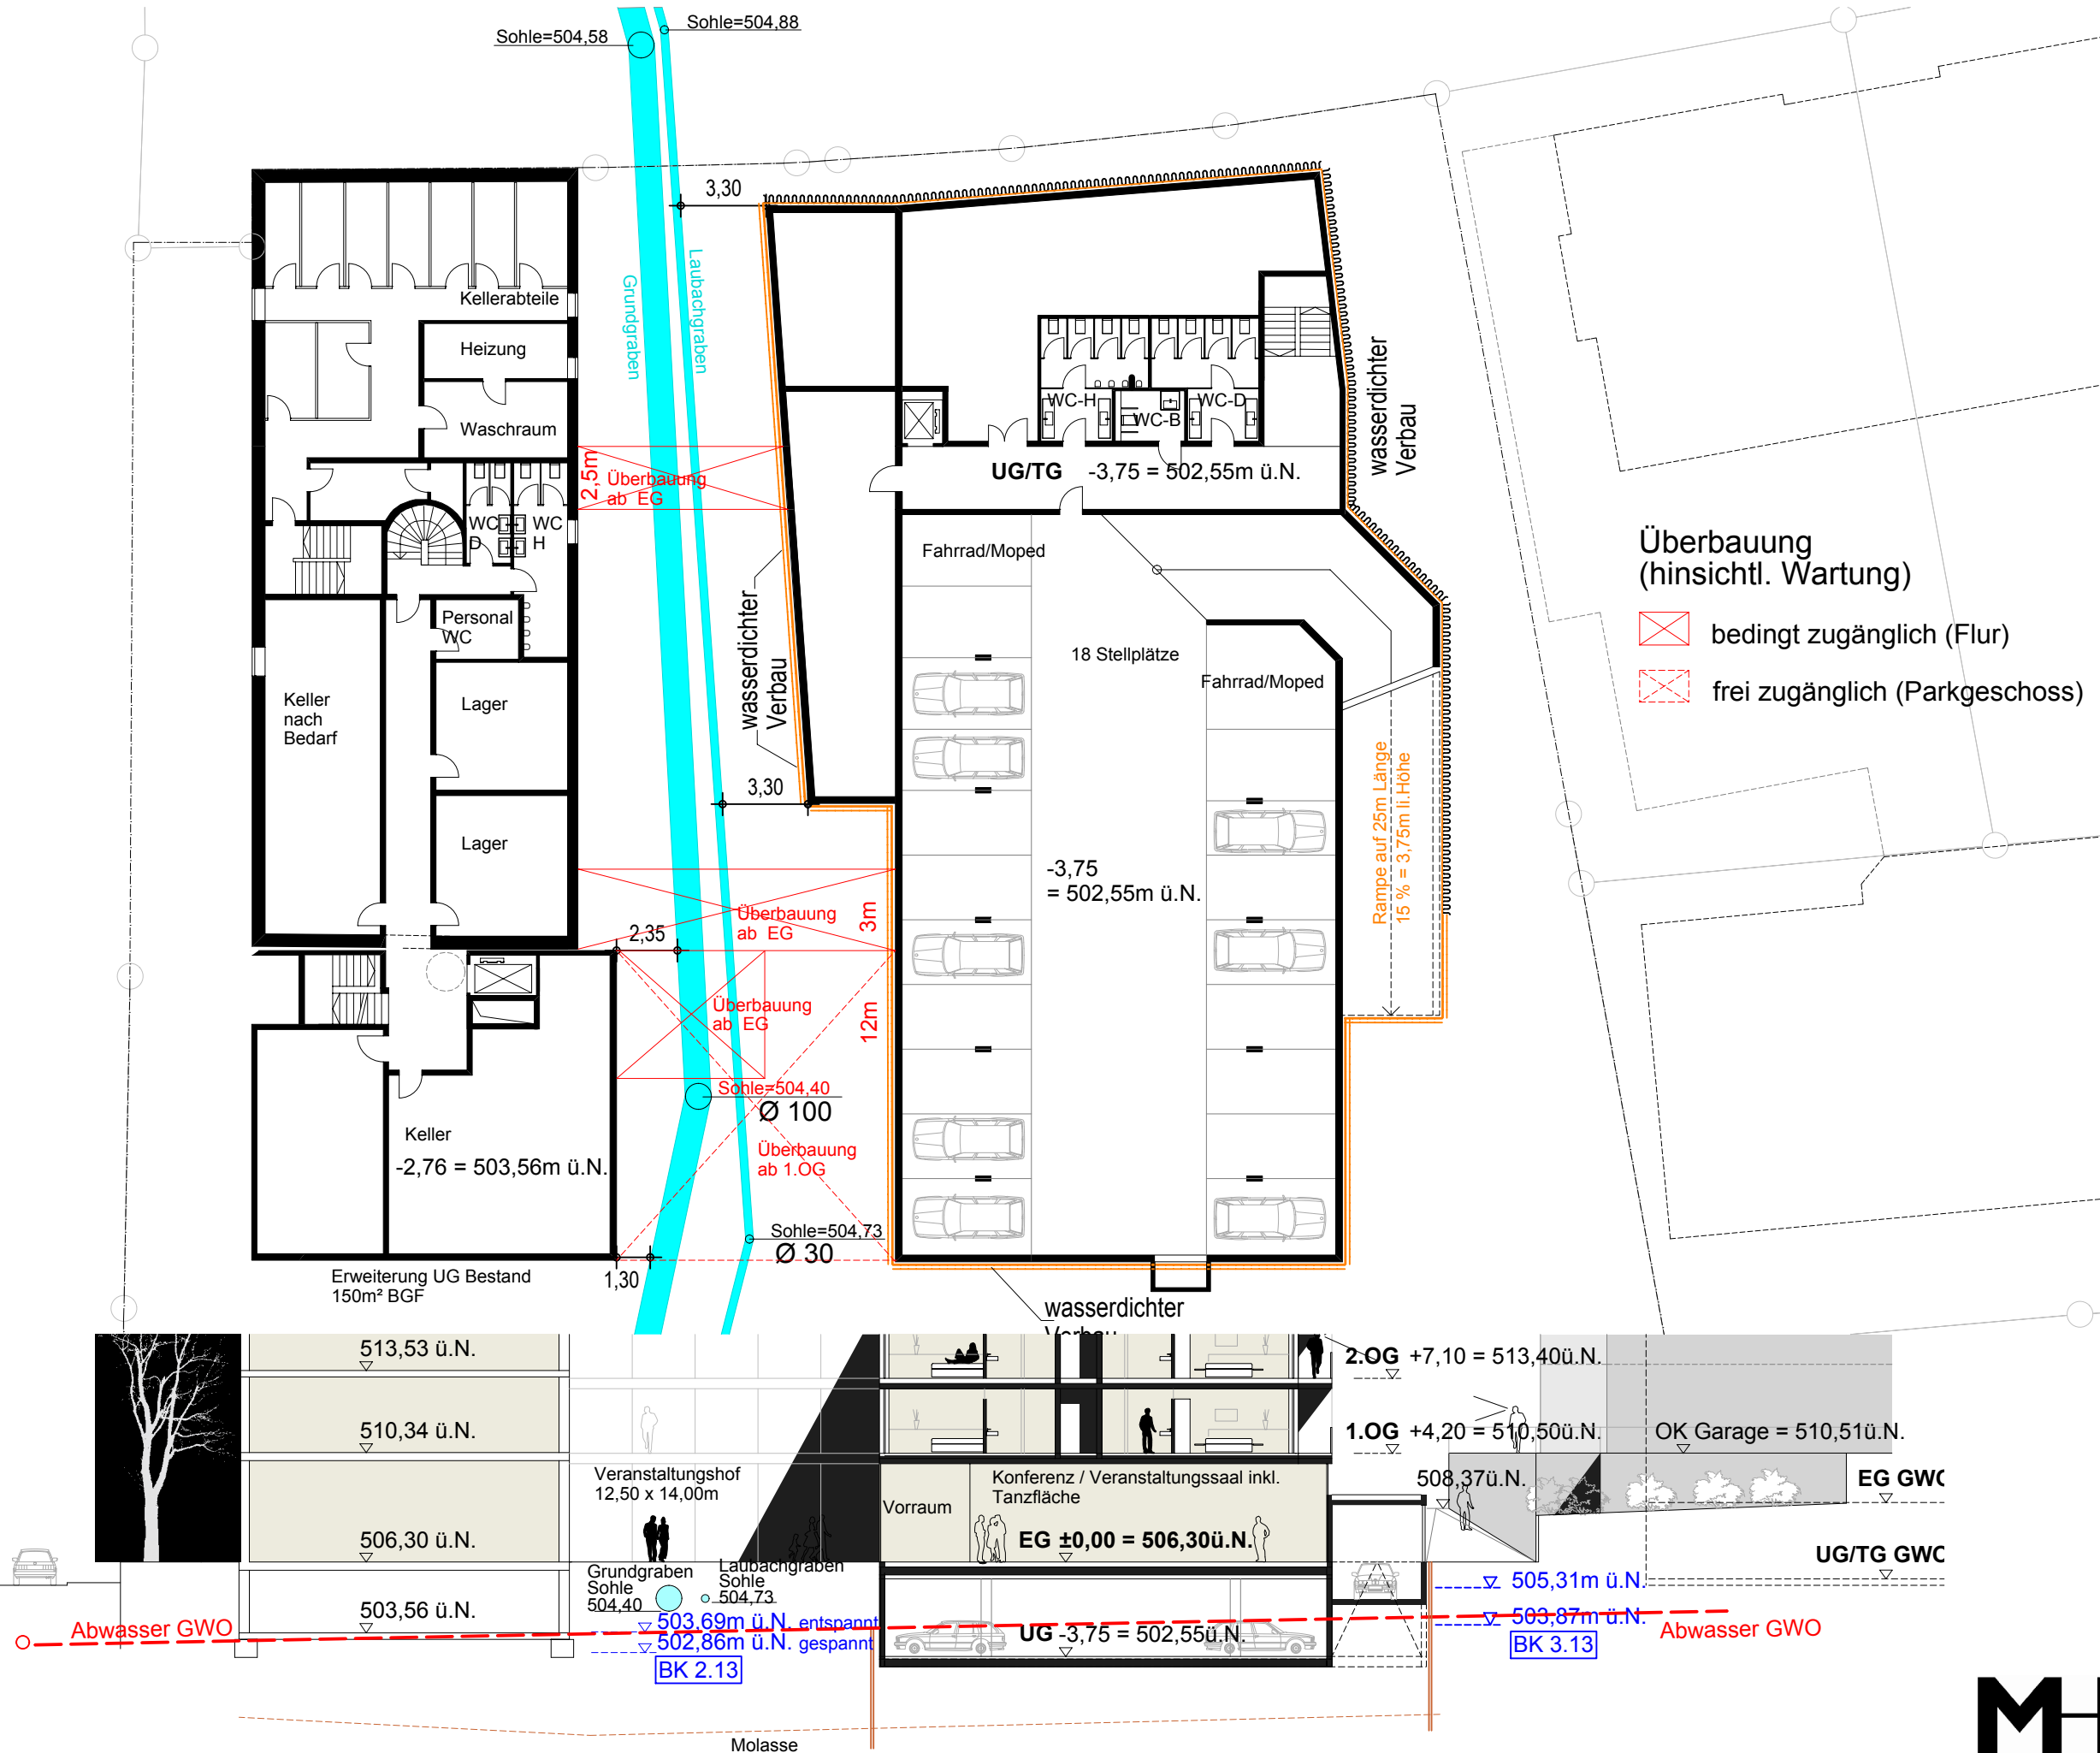 Sohle=504,88
Sohle=504,58
3,30
Grundgraben
Laubachgraben
Kellerabteile
Heizung
Waschraum
WC-H
WC-B
WC-D
wasserdichter
Verbau
2,5m
Überbauung
ab EG
UG/TG -3,75 = 502,55m ü.N.
WC
D
WC
H
Fahrrad/Moped
Überbauung
(hinsichtl. Wartung)
bedingt zugänglich (Flur)
frei zugänglich (Parkgeschoss)
Personal
WC
wasserdichter
Verbau
18 Stellplätze
Fahrrad/Moped
Keller
nach
Bedarf
Lager
3,30
Rampe auf 25m Länge
15 % = 3,75m li.Höhe
Lager
-3,75
= 502,55m ü.N.
Überbauung
ab EG
3m
2,35
Überbauung
ab EG
12m
Sohle=504,40
Ø 100
Keller
-2,76 = 503,56m ü.N.
Überbauung
ab 1.OG
Sohle=504,73
Ø 30
Erweiterung UG Bestand
150m² BGF
1,30
wasserdichter
Verbau
513,53 ü.N.
2.OG +7,10 = 513,40ü.N.
510,34 ü.N.
1.OG +4,20 = 510,50ü.N.
OK Garage = 510,51ü.N.
Veranstaltungshof
12,50 x 14,00m
Vorraum
Konferenz / Veranstaltungssaal inkl.
Tanzfläche
508,37ü.N.
EG GWO
506,30 ü.N.
EG ±0,00 = 506,30ü.N.
UG/TG GWO
Grundgraben
Sohle
504,40
Laubachgraben
Sohle
504,73
505,31m ü.N.
503,56 ü.N.
503,69m ü.N. entspannt
502,86m ü.N. gespannt
BK 2.13
UG -3,75 = 502,55ü.N.
503,87m ü.N.
BK 3.13
Abwasser GWO
Abwasser GWO
Molasse
M